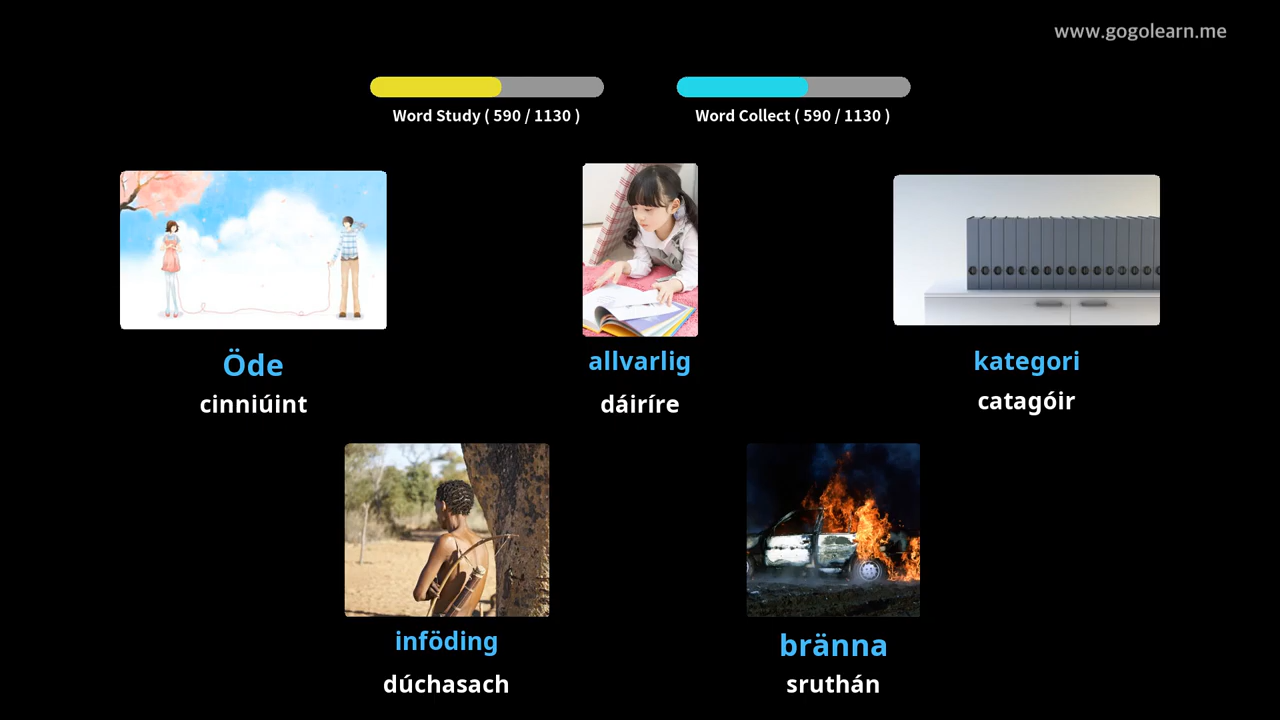 www.gogolearn.me
Word Study ( 590 / 1130 )
Word Collect ( 590 / 1130 )
Öde
cinniúint
allvarlig
dáiríre
kategori
catagóir
inföding
dúchasach
bränna
sruthán